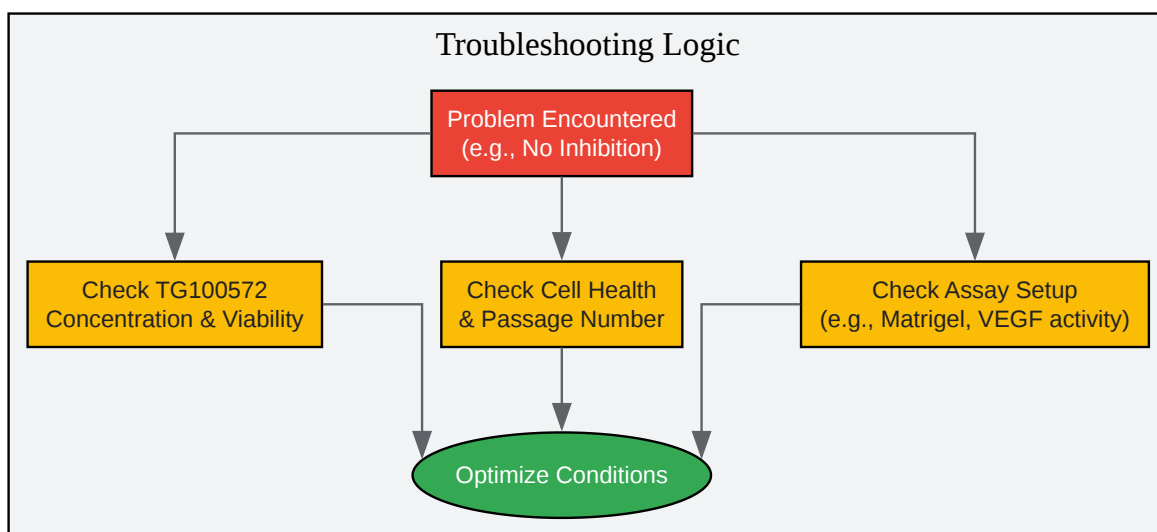 Troubleshooting Logic
Problem Encountered
(e.g., No Inhibition)
Check TG100572
Concentration & Viability
Check Cell Health
& Passage Number
Check Assay Setup
(e.g., Matrigel, VEGF activity)
Optimize Conditions